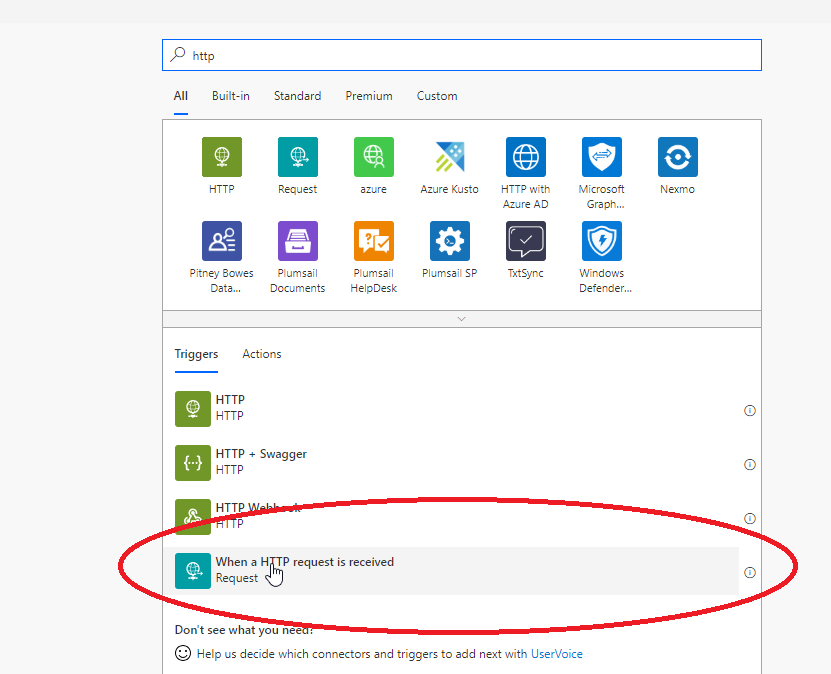 http
All Built-in Standard Premium Custom
HTTP Request azure Azure Kusto HTTP with Azure AD Microsoft Graph... Nexmo
Pitney Bowes Data... Plumsail Documents Plumsail HelpDesk Plumsail SP TxtSync Windows Defender...
Triggers Actions
HTTP
HTTP
HTTP + Swagger
HTTP
HTTP Webhook
HTTP
When a HTTP request is received
Request
Don't see what you need?
Help us decide which connectors and triggers to add next with UserVoice